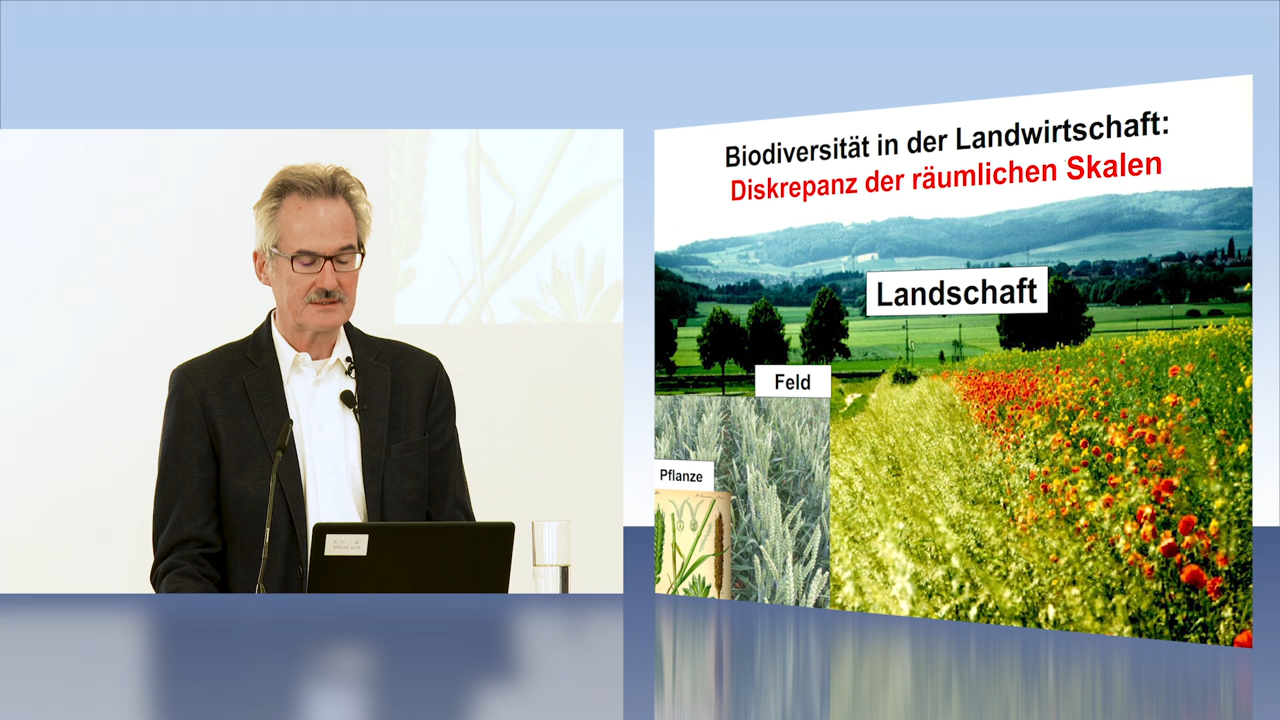 Biodiversität in der Landwirtschaft:
Diskrepanz der räumlichen Skalen
Landschaft
Feld
Pflanze